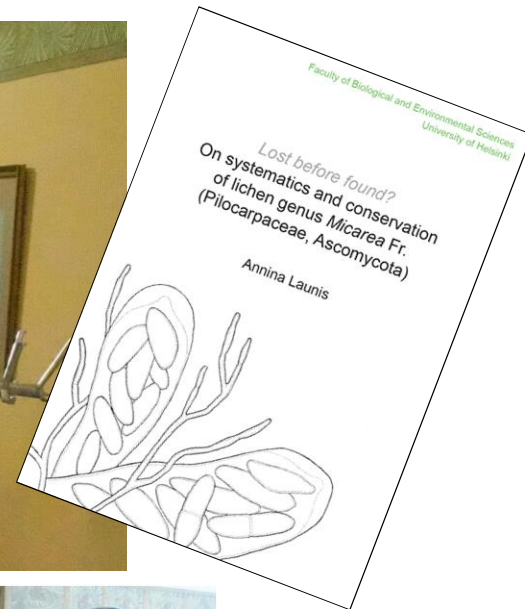 Faculty of Biological and Environmental Sciences
University of Helsinki
Lost before found?
On systematics and conservation
of lichen genus Micarea Fr.
(Pilocarpaceae, Ascomycota)
Annina Launis